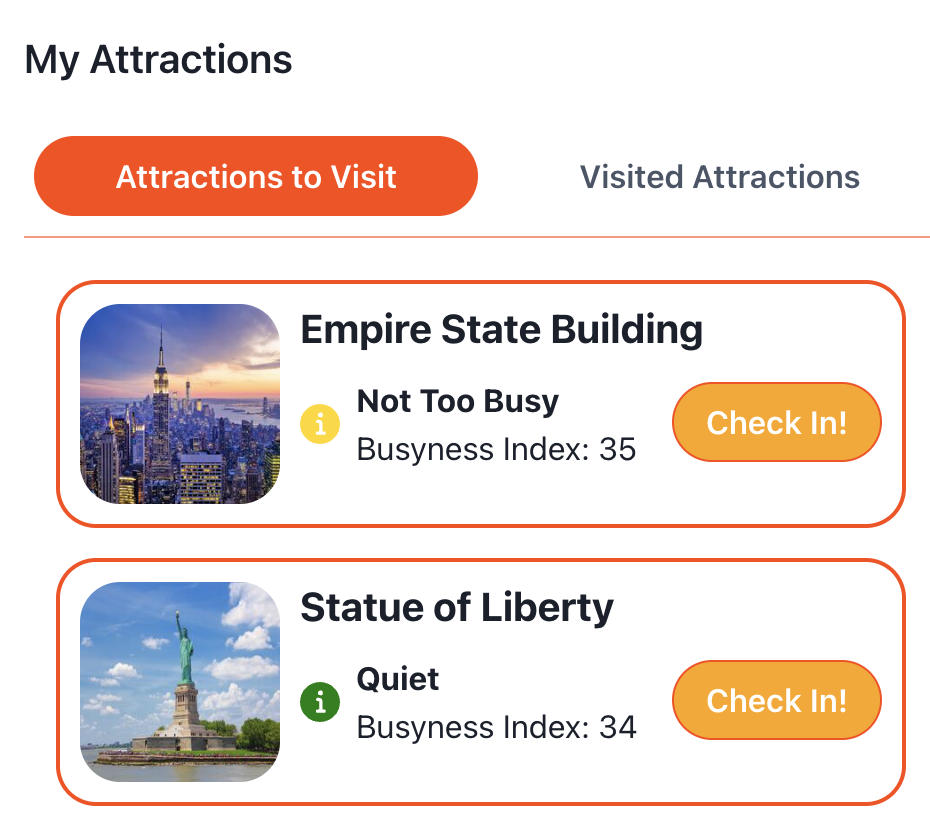 My Attractions
Attractions to Visit
Visited Attractions
Empire State Building
Not Too Busy
Busyness Index: 35
Check In!
Statue of Liberty
Quiet
Busyness Index: 34
Check In!